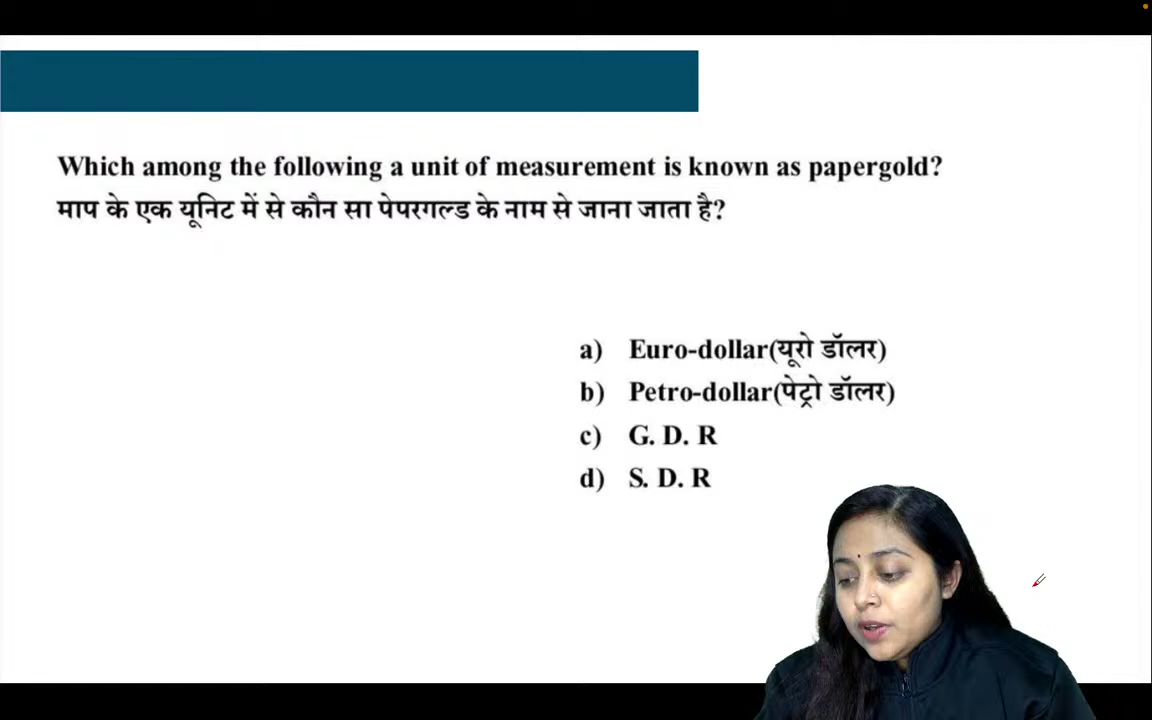 Which among the following a unit of measurement is known as papergold?
माप के एक यूनिट में से कौन सा पेपरगल्ड के नाम से जाना जाता है?
a) Euro-dollar(यूरो डॉलर)
b) Petro-dollar(पेट्रो डॉलर)
c) G. D. R
d) S. D. R